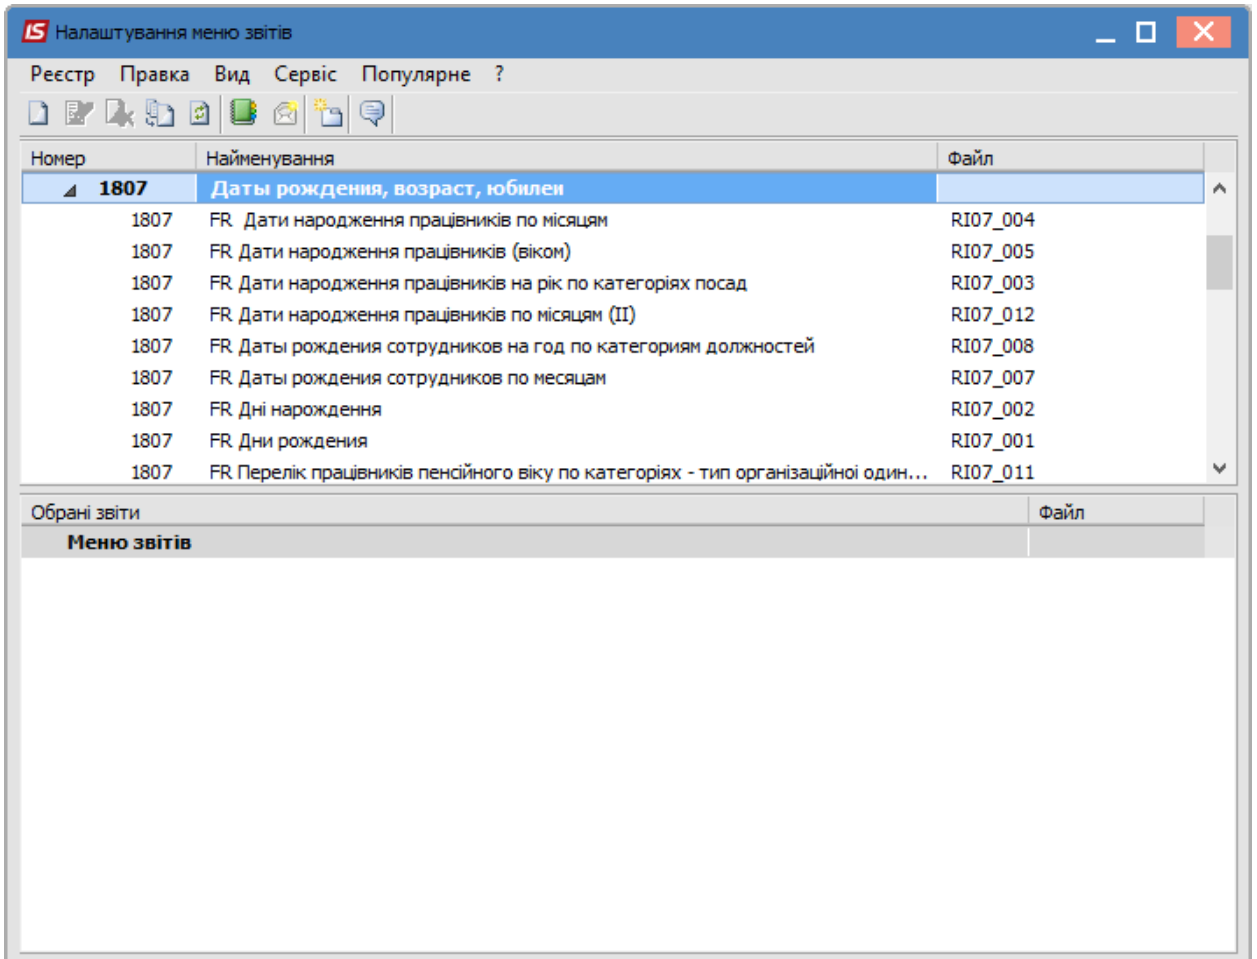 IS Налаштування меню звітів
Реєстр Правка Вид Сервіс Популярне ?
Номер Найменування Файл
1807 Даты рождения, возраст, юбилеи
1807 FR Дати народження працівників по місяцям RI07_004
1807 FR Дати народження працівників (віком) RI07_005
1807 FR Дати народження працівників на рік по категоріях посад RI07_003
1807 FR Дати народження працівників по місяцям (II) RI07_012
1807 FR Даты рождения сотрудников на год по категориям должностей RI07_008
1807 FR Даты рождения сотрудников по месяцам RI07_007
1807 FR Дні нарождення RI07_002
1807 FR Дни рождения RI07_001
1807 FR Перелік працівників пенсійного віку по категоріях - тип організаційної один... RI07_011
Обрані звіти Файл
Меню звітів